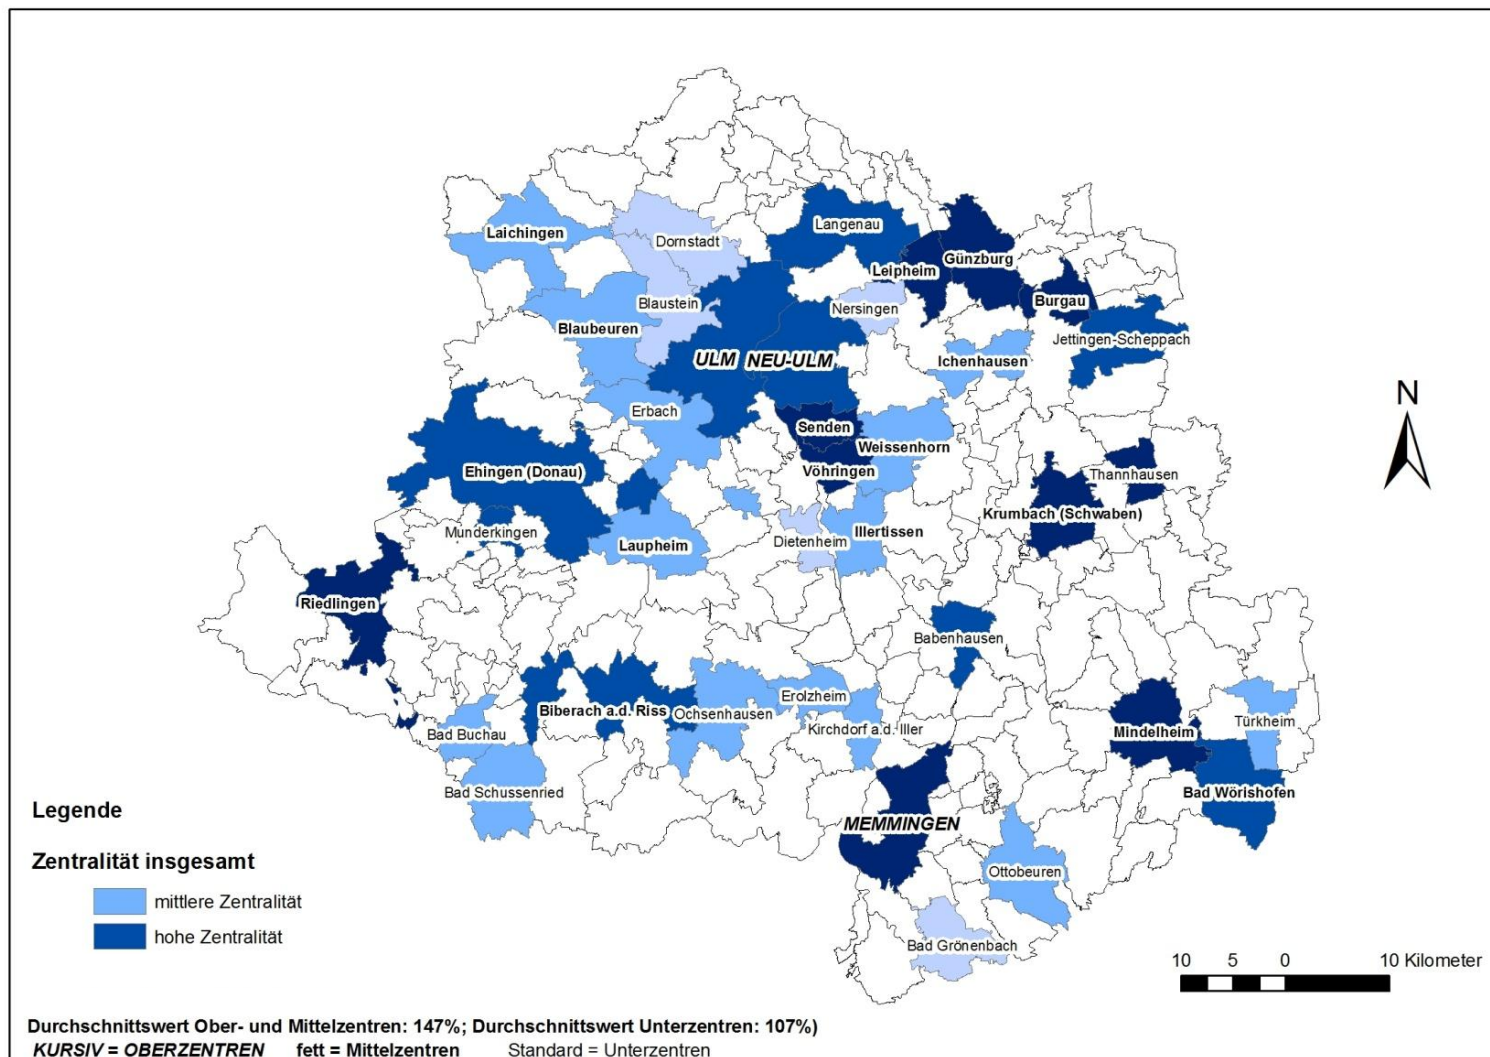 Laichingen
Dornstadt
Langenau
Leipheim
Günzburg
Burgau
Blaustein
Nersingen
Blaubeuren
Jettingen-Scheppach
ULM
NEU-ULM
Ichenhausen
Erbach
Senden
Weissenhorn
Vöhringen
Ehingen (Donau)
Thannhausen
Krumbach (Schwaben)
Munderkingen
Laupheim
Dietenheim
Illertissen
Riedlingen
Babenhausen
Biberach a.d. Riss
Ochsenhausen
Erolzheim
Kirchdorf a.d. Iller
Bad Buchau
Türkheim
Mindelheim
Bad Schussenried
Bad Wörishofen
MEMMINGEN
Ottobeuren
Bad Grönenbach
N
Legende
Zentralität insgesamt
mittlere Zentralität
hohe Zentralität
10 5 0 10 Kilometer
Durchschnittswert Ober- und Mittelzentren: 147%; Durchschnittswert Unterzentren: 107%)
KURSIV = OBERZENTREN fett = Mittelzentren Standard = Unterzentren